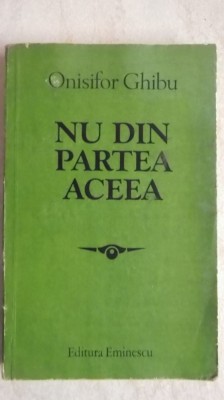 Onisifor Ghibu
NU DIN
PARTEA
ACEEA
Editura Eminescu